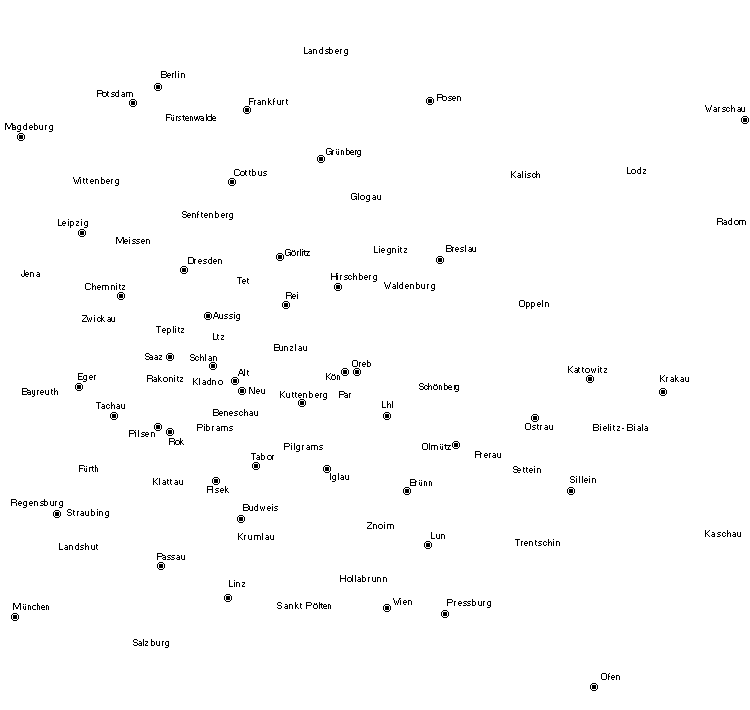 Landsberg
Berlin
Potsdam
Frankfurt
Posen
Warschau
Fürstenwalde
Magdeburg
Grünberg
Cottbus
Kalisch
Lodz
Wittenberg
Glogau
Senftenberg
Leipzig
Radom
Meissen
Görlitz
Liegnitz
Breslau
Dresden
Jena
Tet
Hirschberg
Chemnitz
Waldenburg
Rei
Oppeln
Zwickau
Aussig
Teplitz
Ltz
Bunzlau
Saaz
Schlan
Oreb
Kattowitz
Alt
Eger
Rakonitz
Kladno
Kön
Krakau
Schönberg
Bayreuth
Neu
Kuttenberg
Par
Tachau
Lhl
Beneschau
Pilsen
Rok
Pibrams
Ostrau
Bielitz-Biala
Pilgrams
Olmütz
Prerau
Tabor
Fürth
Settein
Iglau
Klattau
Pisek
Brünn
Sillein
Regensburg
Straubing
Budweis
Znoim
Krumlau
Lun
Kaschau
Landshut
Trentschin
Passau
Hollabrunn
Linz
München
Sankt Pölten
Wien
Pressburg
Salzburg
Ofen